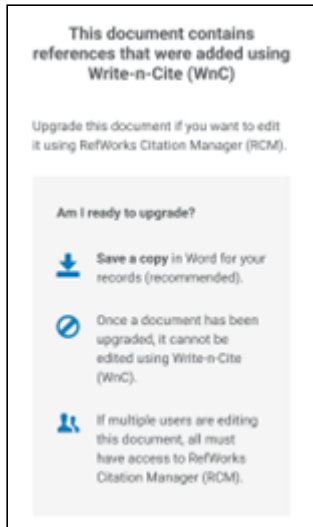 This document contains
references that were added using
Write-n-Cite (WnC)
Upgrade this document if you want to edit
it using RefWorks Citation Manager (RCM).
Am I ready to upgrade?
Save a copy in Word for your
records (recommended).
Once a document has been
upgraded, it cannot be
edited using Write-n-Cite
(WnC).
If multiple users are editing
this document, all must
have access to RefWorks
Citation Manager (RCM).